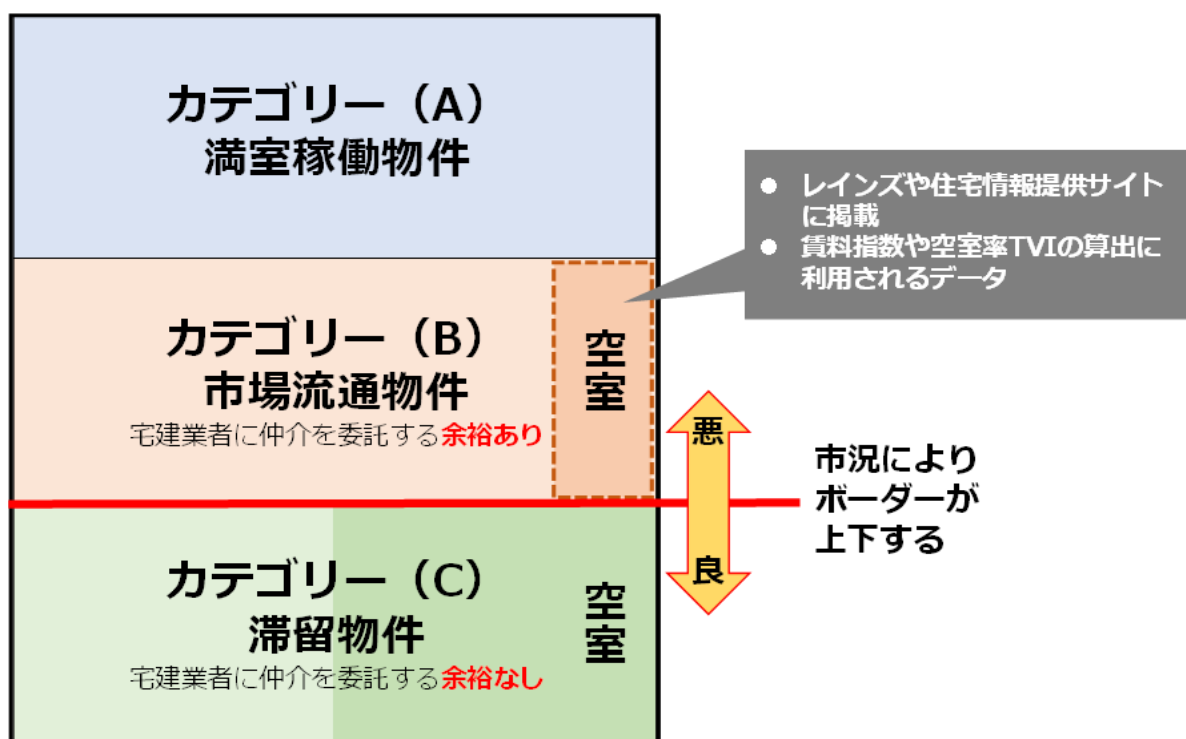 カテゴリー（A）
満室稼働物件
● レインズや住宅情報提供サイト
に掲載
● 賃料指数や空室率TVIの算出に
利用されるデータ
カテゴリー（B）
市場流通物件
宅建業者に仲介を委託する余裕あり
空室
悪
良
市況により
ボーダーが
上下する
カテゴリー（C）
滞留物件
宅建業者に仲介を委託する余裕なし
空室